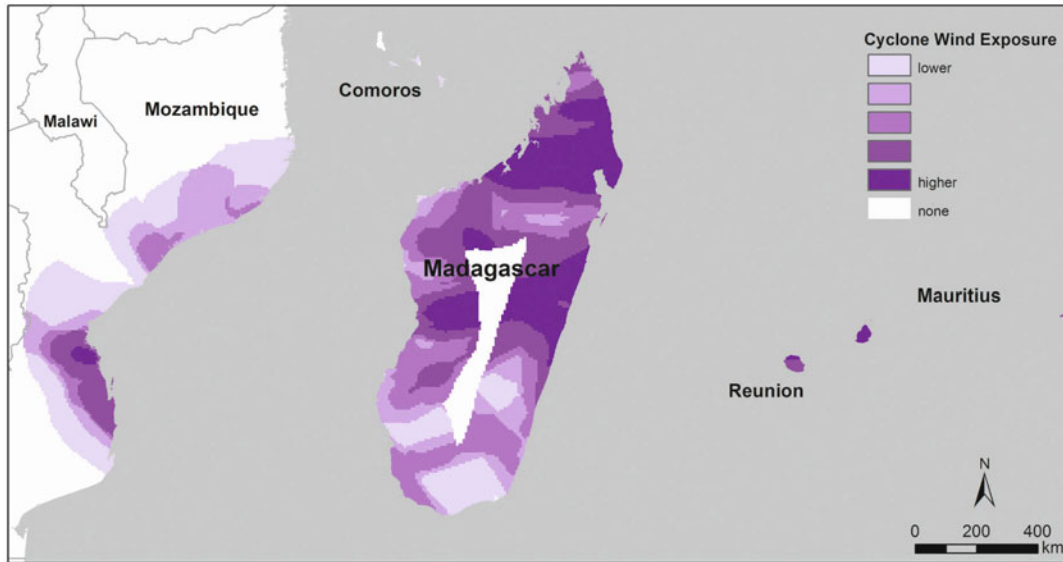 Cyclone Wind Exposure
lower
higher
none
Comoros
Mozambique
Malawi
Madagascar
Mauritius
Reunion
N
0 200 400
km